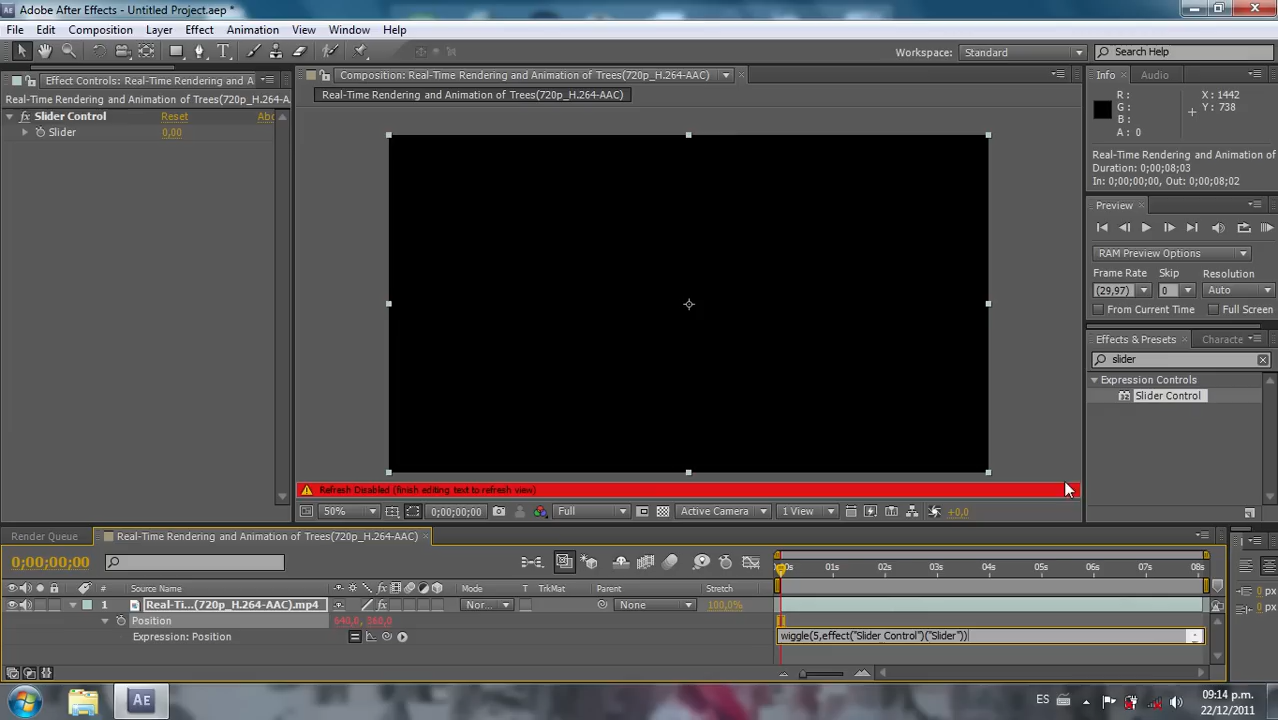 Adobe After Effects - Untitled Project.aep *
File Edit Composition Layer Effect Animation View Window Help
Workspace: Standard Search Help
Effect Controls: Real-Time Rendering and A
Composition: Real-Time Rendering and Animation of Trees(720p_H.264-AAC)
Info Audio
Real-Time Rendering and Animation of Trees(720p_H.264-A
Real-Time Rendering and Animation of Trees(720p_H.264-AAC)
R : X : 1442
G : Y : 738
B :
A : 0
fx Slider Control Reset Abo
Slider 0,00
Real-Time Rendering and Animation of
Duration: 0;00;08;03
In: 0;00;00;00, Out: 0;00;08;02
Preview
RAM Preview Options
Frame Rate Skip Resolution
(29,97) 0 Auto
From Current Time Full Screen
Effects & Presets Characte
slider
Expression Controls
32 Slider Control
Refresh Disabled (finish editing text to refresh view)
50% 0;00;00;00 Full Active Camera 1 View +0,0
Render Queue Real-Time Rendering and Animation of Trees(720p_H.264-AAC)
0;00;00;00
00s 01s 02s 03s 04s 05s 06s 07s 08s
# Source Name fx Mode T TrkMat Parent Stretch
1 Real-Ti...(720p_H.264-AAC).mp4 fx Nor... None 100,0%
Position 640,0, 360,0
Expression: Position wiggle(5,effect("Slider Control")("Slider"))
0 px
0 px
AE ES 09:14 p.m.
22/12/2011